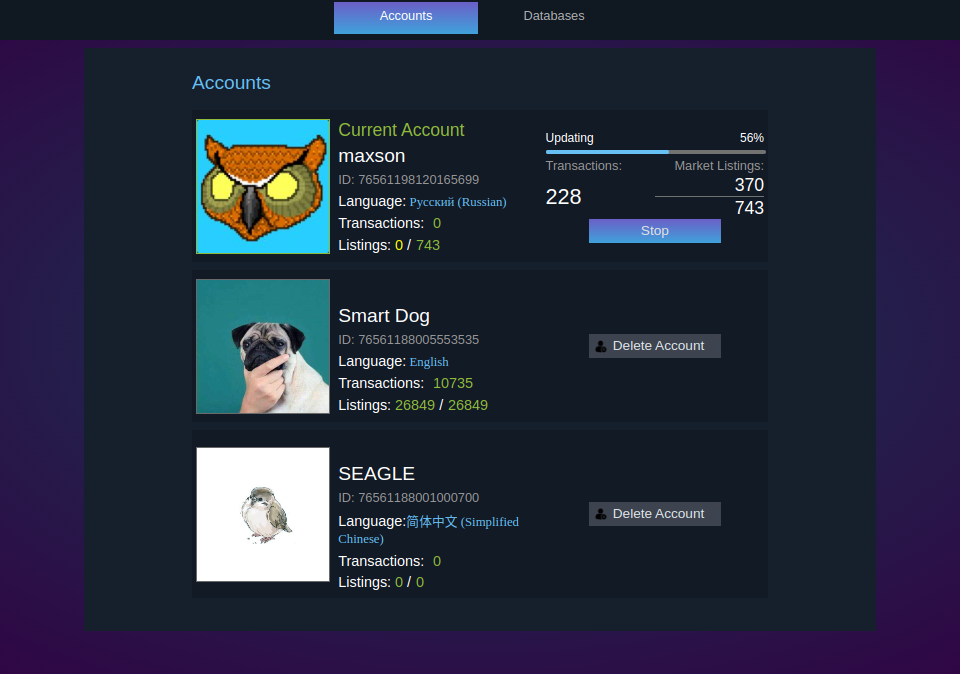 Accounts Databases
Accounts
Current Account
maxson
ID: 76561198120165699
Language: Русский (Russian)
Transactions: 0
Listings: 0 / 743
Updating 56%
Transactions: Market Listings:
228
370
743
Stop
Smart Dog
ID: 76561188005553535
Language: English
Transactions: 10735
Listings: 26849 / 26849
Delete Account
SEAGLE
ID: 76561188001000700
Language:简体中文 (Simplified
Chinese)
Transactions: 0
Listings: 0 / 0
Delete Account